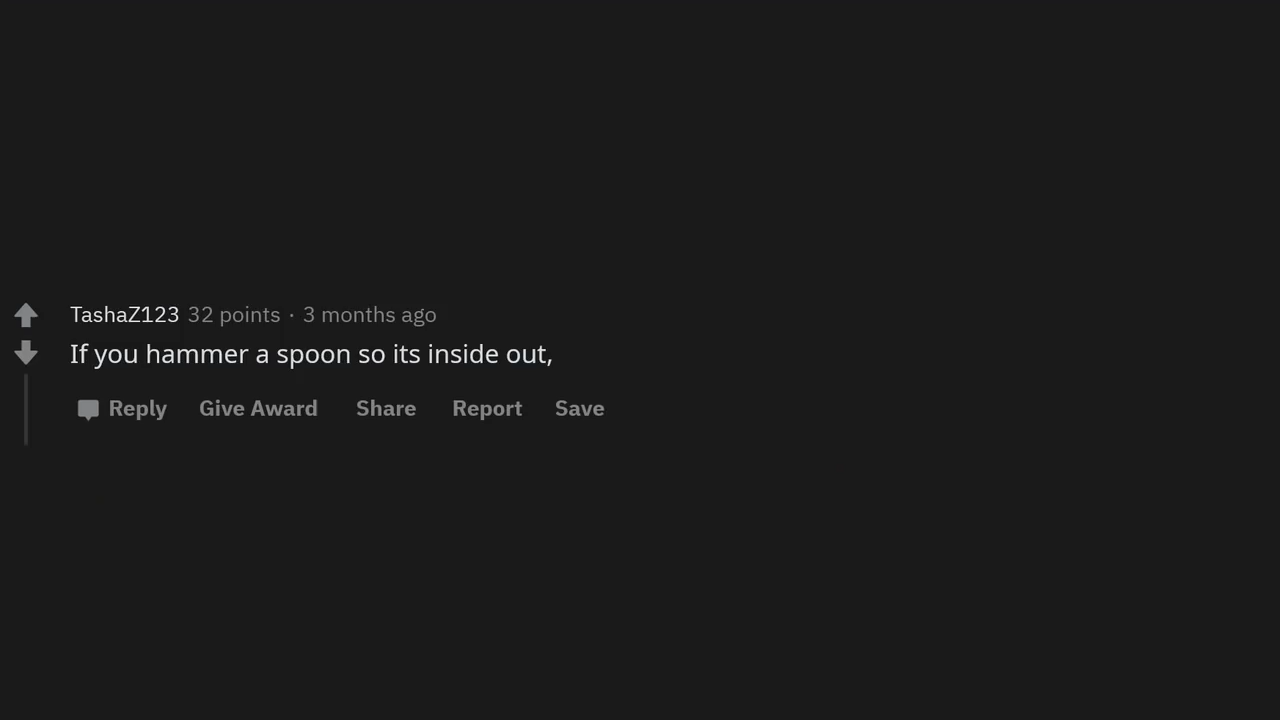 TashaZ123 32 points · 3 months ago
If you hammer a spoon so its inside out,
Reply Give Award Share Report Save